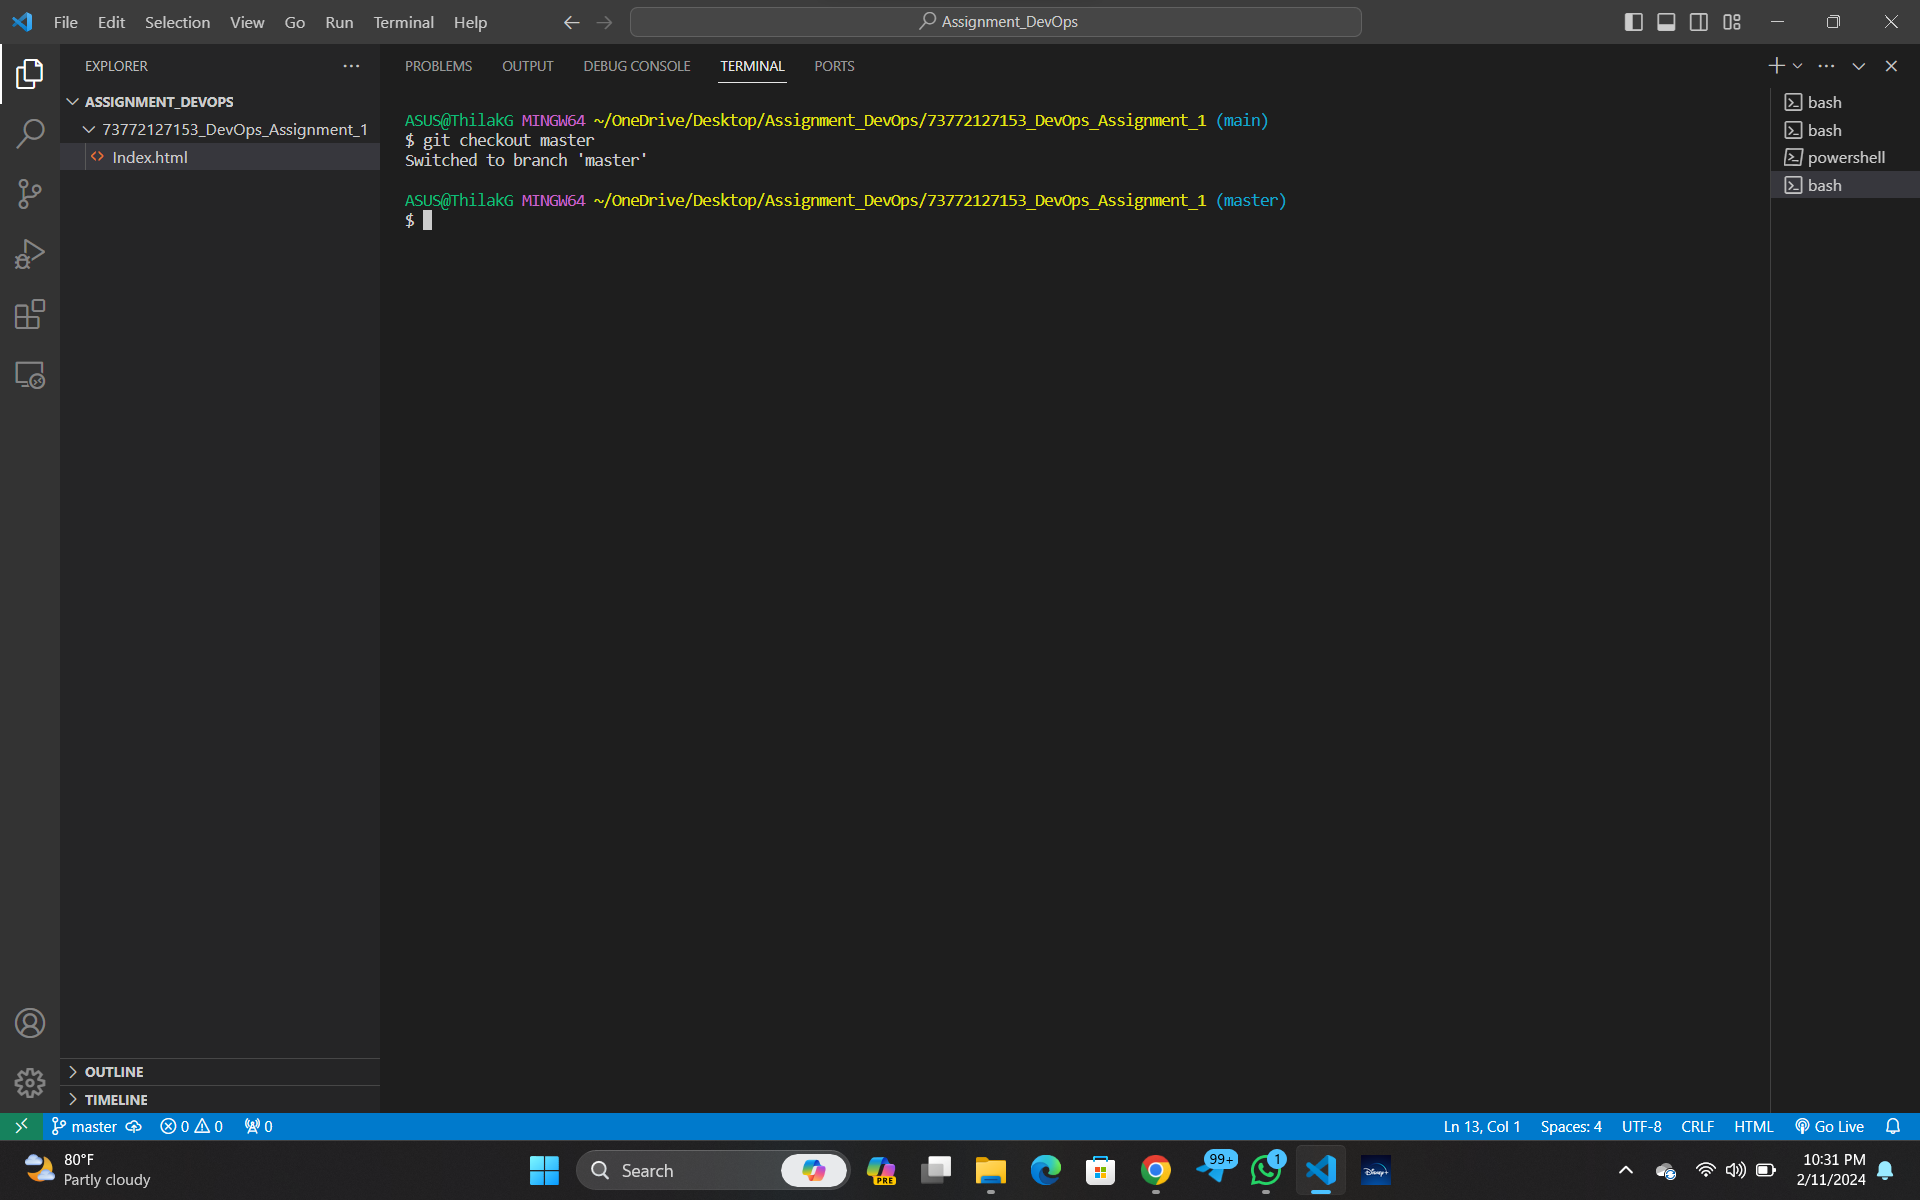 File Edit Selection View Go Run Terminal Help
Assignment_DevOps
EXPLORER
ASSIGNMENT_DEVOPS
73772127153_DevOps_Assignment_1
Index.html
OUTLINE
TIMELINE
PROBLEMS OUTPUT DEBUG CONSOLE TERMINAL PORTS
ASUS@ThilakG MINGW64 ~/OneDrive/Desktop/Assignment_DevOps/73772127153_DevOps_Assignment_1 (main)
$ git checkout master
Switched to branch 'master'
ASUS@ThilakG MINGW64 ~/OneDrive/Desktop/Assignment_DevOps/73772127153_DevOps_Assignment_1 (master)
$
bash
bash
powershell
bash
master 0 0 0 Ln 13, Col 1 Spaces: 4 UTF-8 CRLF HTML Go Live
80°F
Partly cloudy
Search
PRE
99+
1
Disney+
10:31 PM
2/11/2024